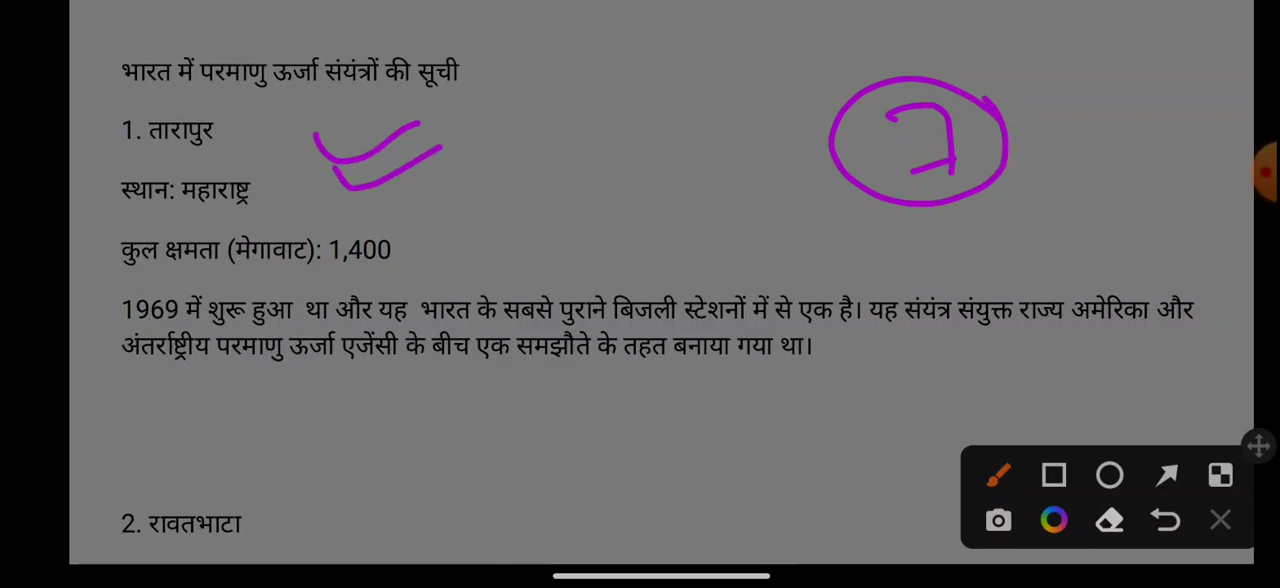 भारत में परमाणु ऊर्जा संयंत्रों की सूची
1. तारापुर
7
स्थान: महाराष्ट्र
कुल क्षमता (मेगावाट): 1,400
1969 में शुरू हुआ था और यह भारत के सबसे पुराने बिजली स्टेशनों में से एक है। यह संयंत्र संयुक्त राज्य अमेरिका और
अंतर्राष्ट्रीय परमाणु ऊर्जा एजेंसी के बीच एक समझौते के तहत बनाया गया था।
2. रावतभाटा